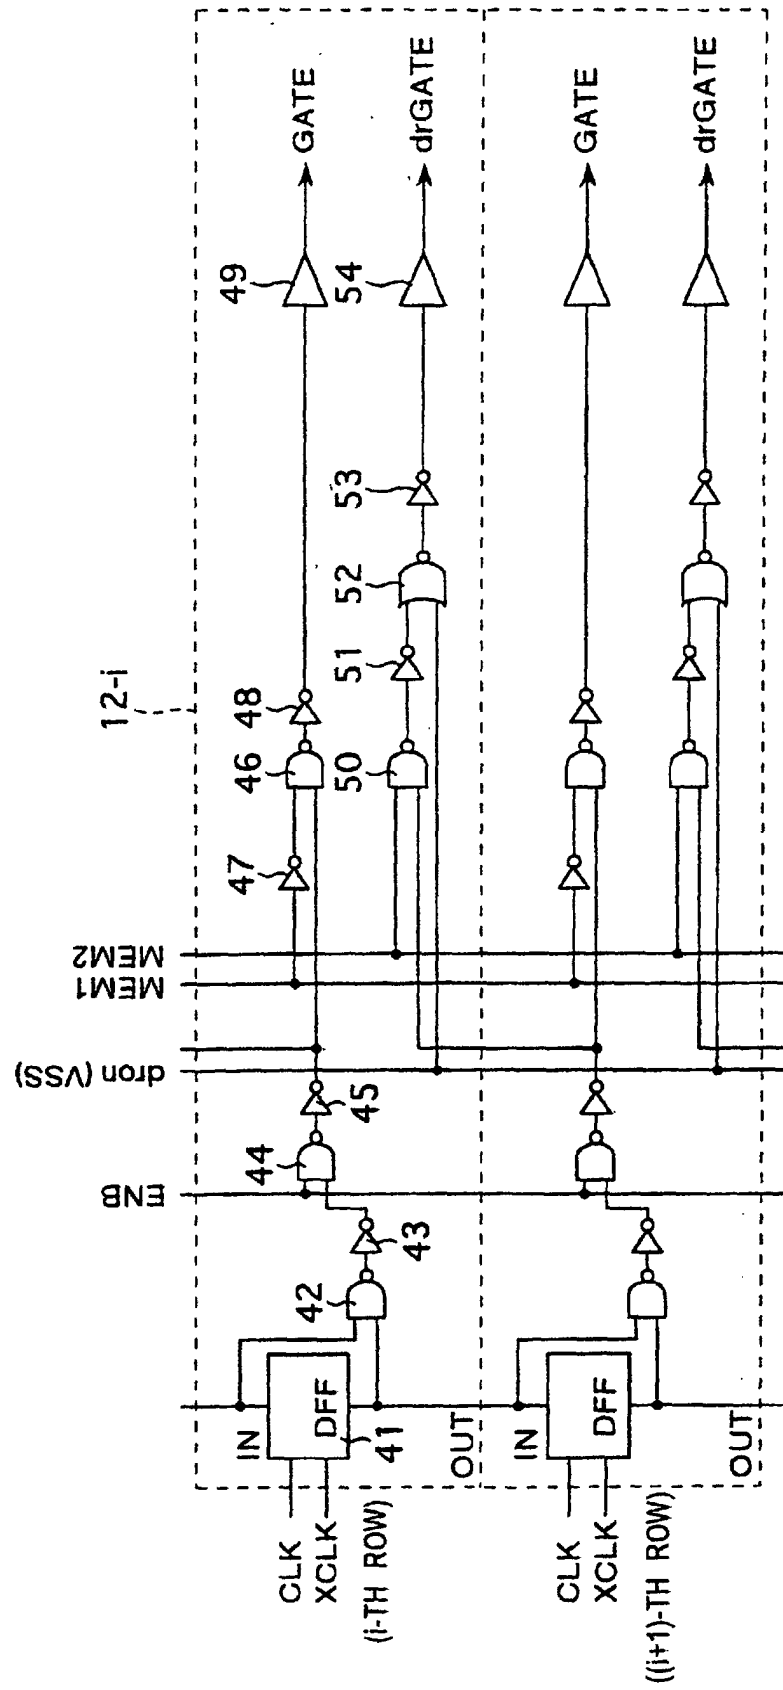 12-i
GATE
drGATE
49
54
53
52
51
48
46
50
47
MEM2
MEM1
dron (VSS)
45
44
ENB
43
42
IN
DFF
41
OUT
CLK
XCLK
(i-TH ROW)
GATE
drGATE
IN
DFF
OUT
CLK
XCLK
((i+1)-TH ROW)